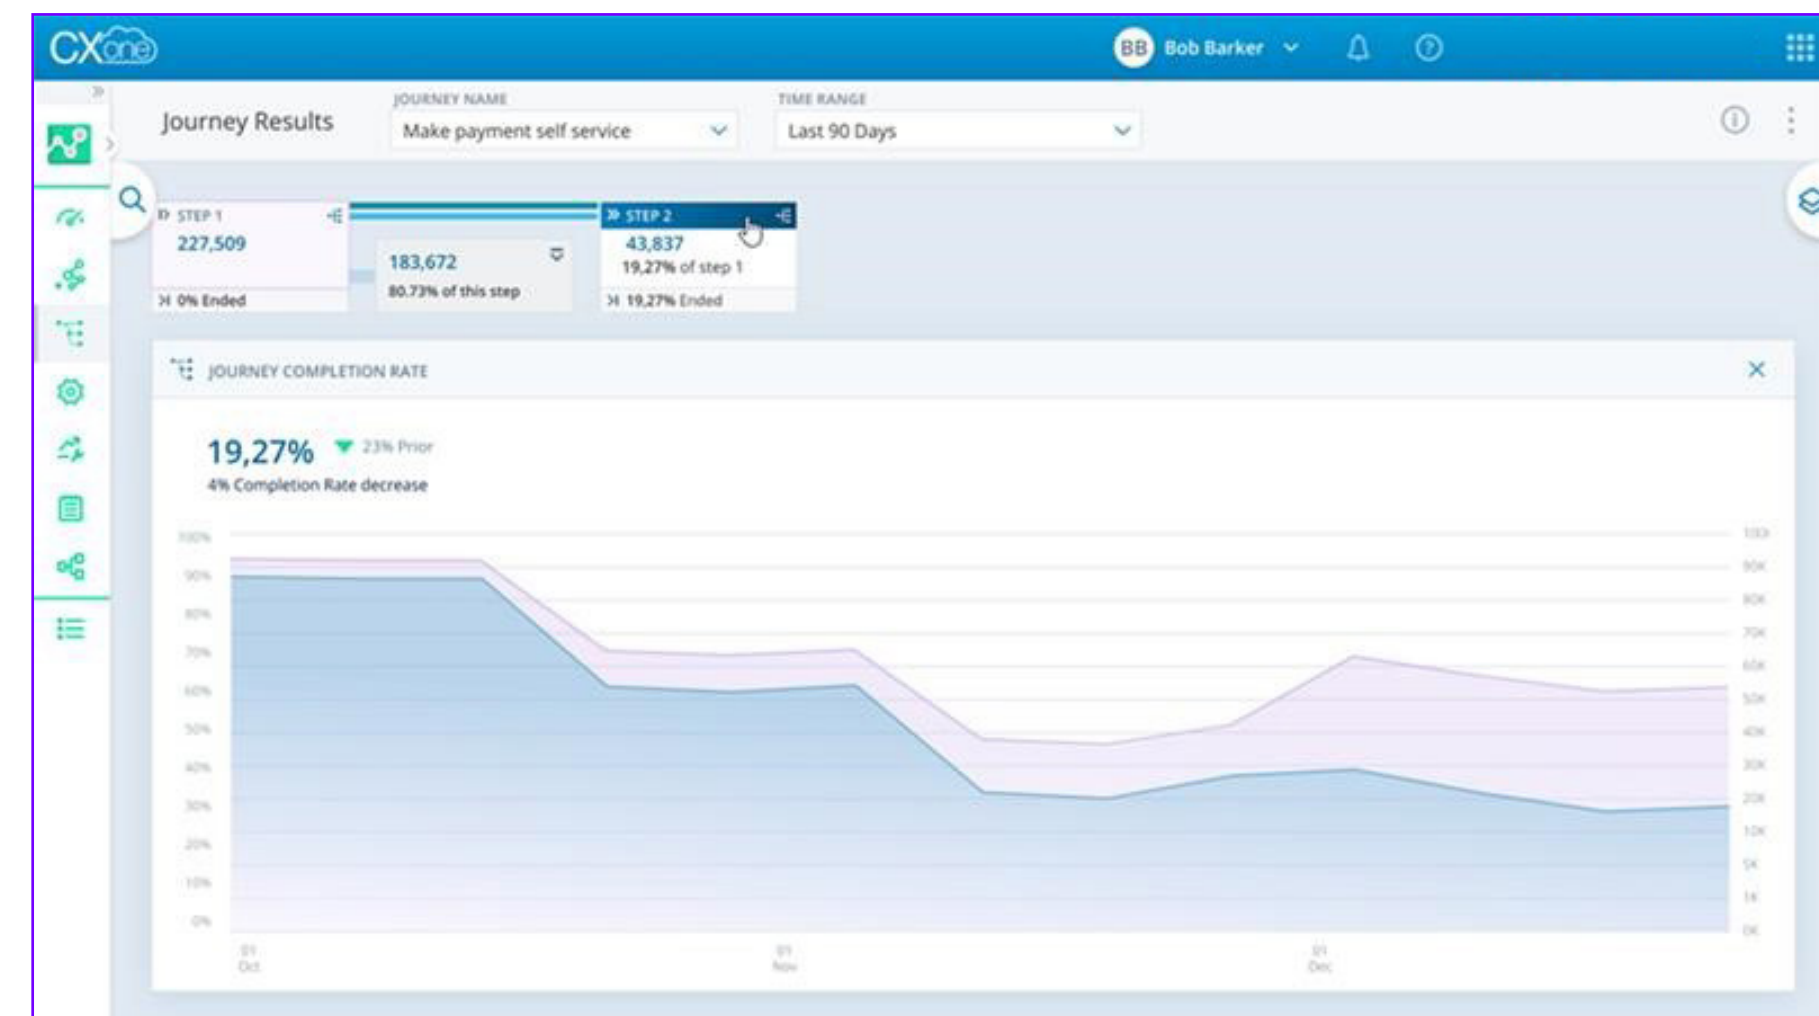 CXone
BB Bob Barker
Journey Results
JOURNEY NAME
Make payment self service
TIME RANGE
Last 90 Days
STEP 1
227,509
0% Ended
183,672
80.73% of this step
STEP 2
43,837
19,27% of step 1
19,27% Ended
JOURNEY COMPLETION RATE
19,27% 23% Prior
4% Completion Rate decrease
100%
90%
80%
70%
60%
50%
40%
30%
20%
10%
0%
90K
80K
70K
60K
50K
40K
30K
20K
10K
5K
1K
0K
01
Oct
01
Nov
01
Dec